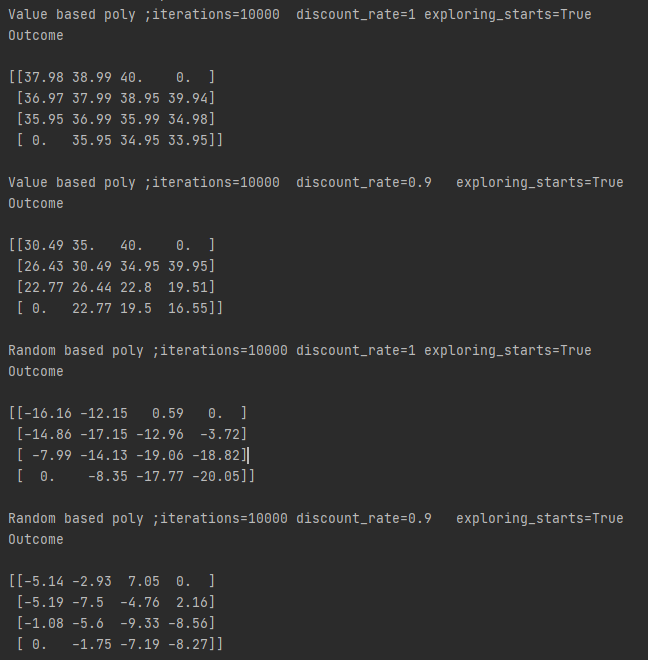 Value based poly ;iterations=10000  discount_rate=1 exploring_starts=True
Outcome
[[37.98 38.99 40.    0.  ]
 [36.97 37.99 38.95 39.94]
 [35.95 36.99 35.99 34.98]
 [ 0.   35.95 34.95 33.95]]
Value based poly ;iterations=10000  discount_rate=0.9   exploring_starts=True
Outcome
[[30.49 35.   40.    0.  ]
 [26.43 30.49 34.95 39.95]
 [22.77 26.44 22.8  19.51]
 [ 0.   22.77 19.5  16.55]]
Random based poly ;iterations=10000 discount_rate=1 exploring_starts=True
Outcome
[[-16.16 -12.15   0.59   0.  ]
 [-14.86 -17.15 -12.96  -3.72]
 [ -7.99 -14.13 -19.06 -18.82]
 [  0.    -8.35 -17.77 -20.05]]
Random based poly ;iterations=10000 discount_rate=0.9   exploring_starts=True
Outcome
[[-5.14 -2.93  7.05  0.  ]
 [-5.19 -7.5  -4.76  2.16]
 [-1.08 -5.6  -9.33 -8.56]
 [ 0.   -1.75 -7.19 -8.27]]